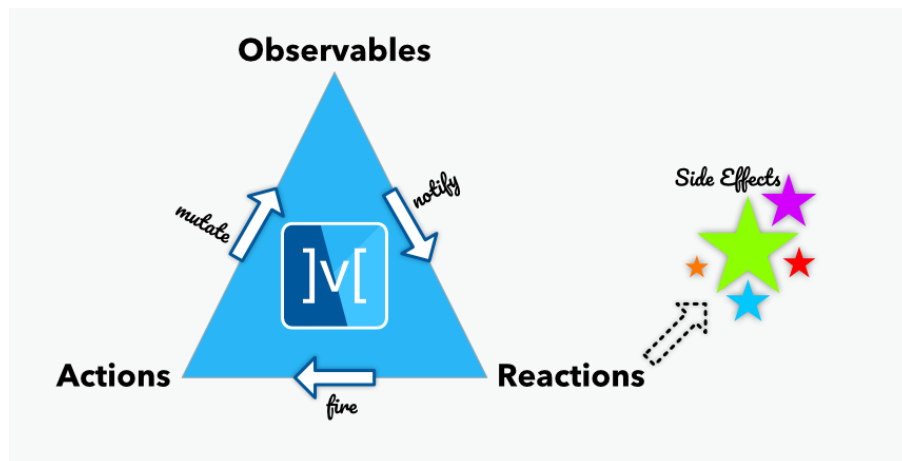 Observables
mutate
notify
]v[
Side Effects
Actions
fire
Reactions